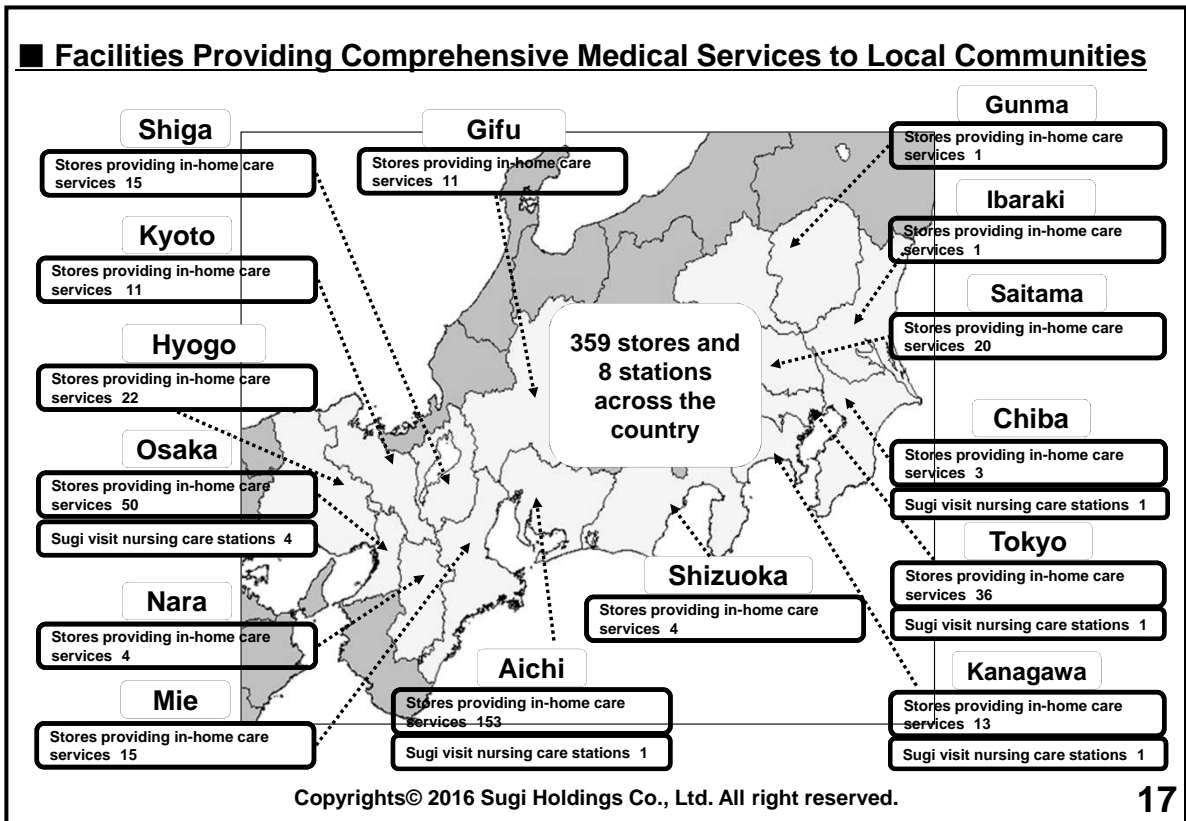 ■ Facilities Providing Comprehensive Medical Services to Local Communities
Shiga
Stores providing in-home care
services 15
Gifu
Stores providing in-home care
services 11
Gunma
Stores providing in-home care
services 1
Kyoto
Stores providing in-home care
services 11
Ibaraki
Stores providing in-home care
services 1
Hyogo
Stores providing in-home care
services 22
Saitama
Stores providing in-home care
services 20
359 stores and
8 stations
across the
country
Osaka
Stores providing in-home care
services 50
Sugi visit nursing care stations 4
Chiba
Stores providing in-home care
services 3
Sugi visit nursing care stations 1
Nara
Stores providing in-home care
services 4
Shizuoka
Stores providing in-home care
services 4
Tokyo
Stores providing in-home care
services 36
Sugi visit nursing care stations 1
Mie
Stores providing in-home care
services 15
Aichi
Stores providing in-home care
services 153
Sugi visit nursing care stations 1
Kanagawa
Stores providing in-home care
services 13
Sugi visit nursing care stations 1
Copyrights© 2016 Sugi Holdings Co., Ltd. All right reserved.
17